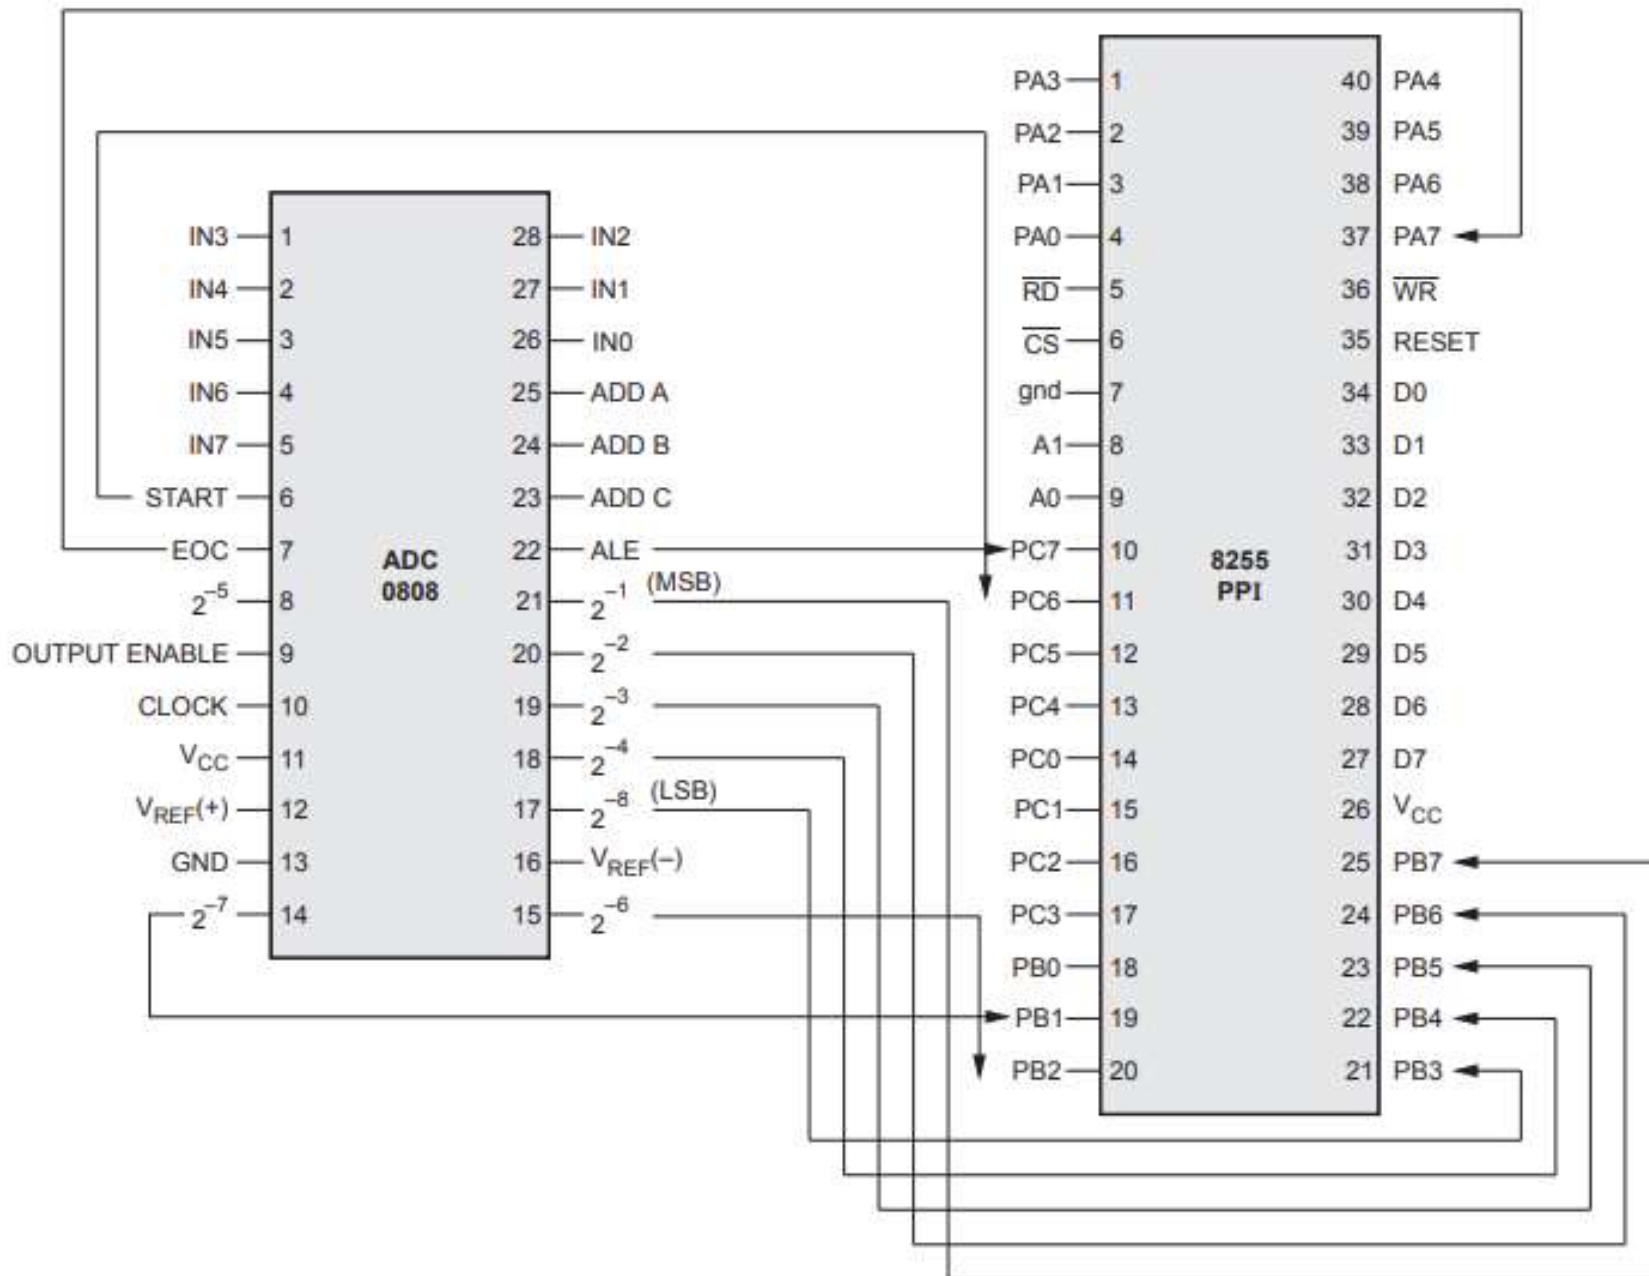 PA3 1 40 PA4
PA2 2 39 PA5
PA1 3 38 PA6
IN3 1 28 IN2 PA0 4 37 PA7
IN4 2 27 IN1 R̅D̅ 5 36 W̅R̅
IN5 3 26 IN0 C̅S̅ 6 35 RESET
IN6 4 25 ADD A gnd 7 34 D0
IN7 5 24 ADD B A1 8 33 D1
START 6 23 ADD C A0 9 32 D2
EOC 7 ADC 22 ALE PC7 10 8255 31 D3
0808 PPI
2⁻⁵ 8 21 2⁻¹ (MSB) PC6 11 30 D4
OUTPUT ENABLE 9 20 2⁻² PC5 12 29 D5
CLOCK 10 19 2⁻³ PC4 13 28 D6
V_CC 11 18 2⁻⁴ PC0 14 27 D7
V_REF(+) 12 17 2⁻⁸ (LSB) PC1 15 26 V_CC
GND 13 16 V_REF(–) PC2 16 25 PB7
2⁻⁷ 14 15 2⁻⁶ PC3 17 24 PB6
PB0 18 23 PB5
PB1 19 22 PB4
PB2 20 21 PB3